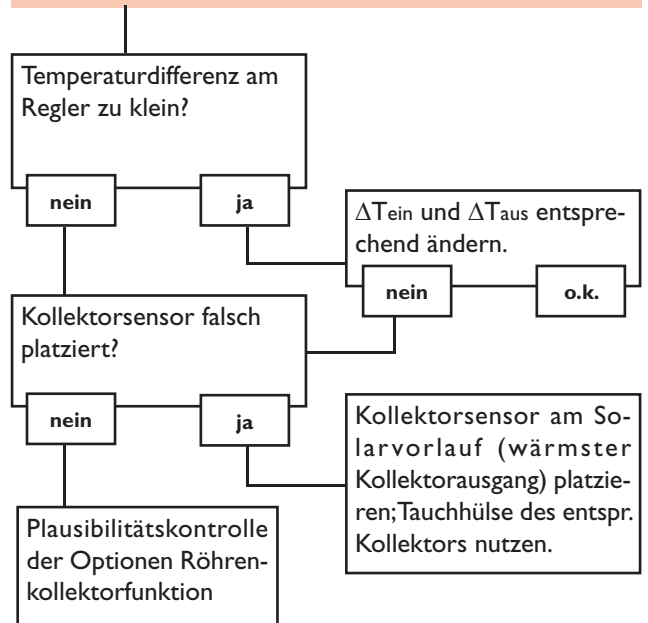 Temperaturdifferenz am
Regler zu klein?
nein
ja
ΔTein und ΔTaus entspre-
chend ändern.
nein
o.k.
Kollektorsensor falsch
platziert?
nein
ja
Kollektorsensor am So-
larvorlauf (wärmster
Kollektorausgang) platzie-
ren;Tauchhülse des entspr.
Kollektors nutzen.
Plausibilitätskontrolle
der Optionen Röhren-
kollektorfunktion